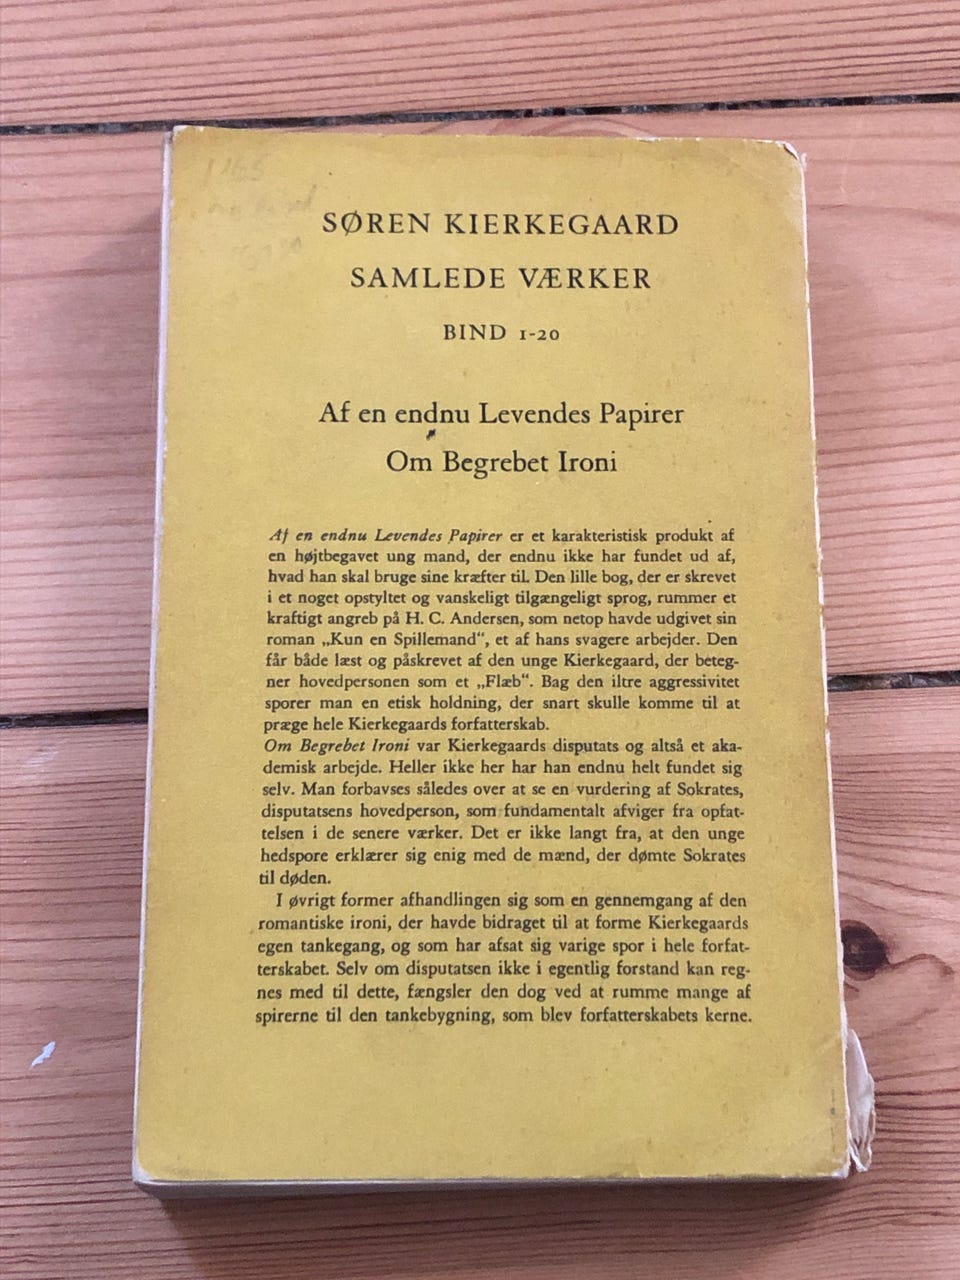 SØREN KIERKEGAARD
SAMLEDE VÆRKER
BIND 1-20
Af en endnu Levendes Papirer
Om Begrebet Ironi
Af en endnu Levendes Papirer er et karakteristisk produkt af
en højtbegavet ung mand, der endnu ikke har fundet ud af,
hvad han skal bruge sine kræfter til. Den lille bog, der er skrevet
i et noget opstyltet og vanskeligt tilgængeligt sprog, rummer et
kraftigt angreb på H. C. Andersen, som netop havde udgivet sin
roman „Kun en Spillemand“, et af hans svagere arbejder. Den
får både læst og påskrevet af den unge Kierkegaard, der beteg-
ner hovedpersonen som et „Flæb“. Bag den iltre aggressivitet
sporer man en etisk holdning, der snart skulle komme til at
præge hele Kierkegaards forfatterskab.
Om Begrebet Ironi var Kierkegaards disputats og altså et aka-
demisk arbejde. Heller ikke her har han endnu helt fundet sig
selv. Man forbavses således over at se en vurdering af Sokrates,
disputatsens hovedperson, som fundamentalt afviger fra opfat-
telsen i de senere værker. Det er ikke langt fra, at den unge
hedspore erklærer sig enig med de mænd, der dømte Sokrates
til døden.
I øvrigt former afhandlingen sig som en gennemgang af den
romantiske ironi, der havde bidraget til at forme Kierkegaards
egen tankegang, og som har afsat sig varige spor i hele forfat-
terskabet. Selv om disputatsen ikke i egentlig forstand kan reg-
nes med til dette, fængsler den dog ved at rumme mange af
spirerne til den tankebygning, som blev forfatterskabets kerne.